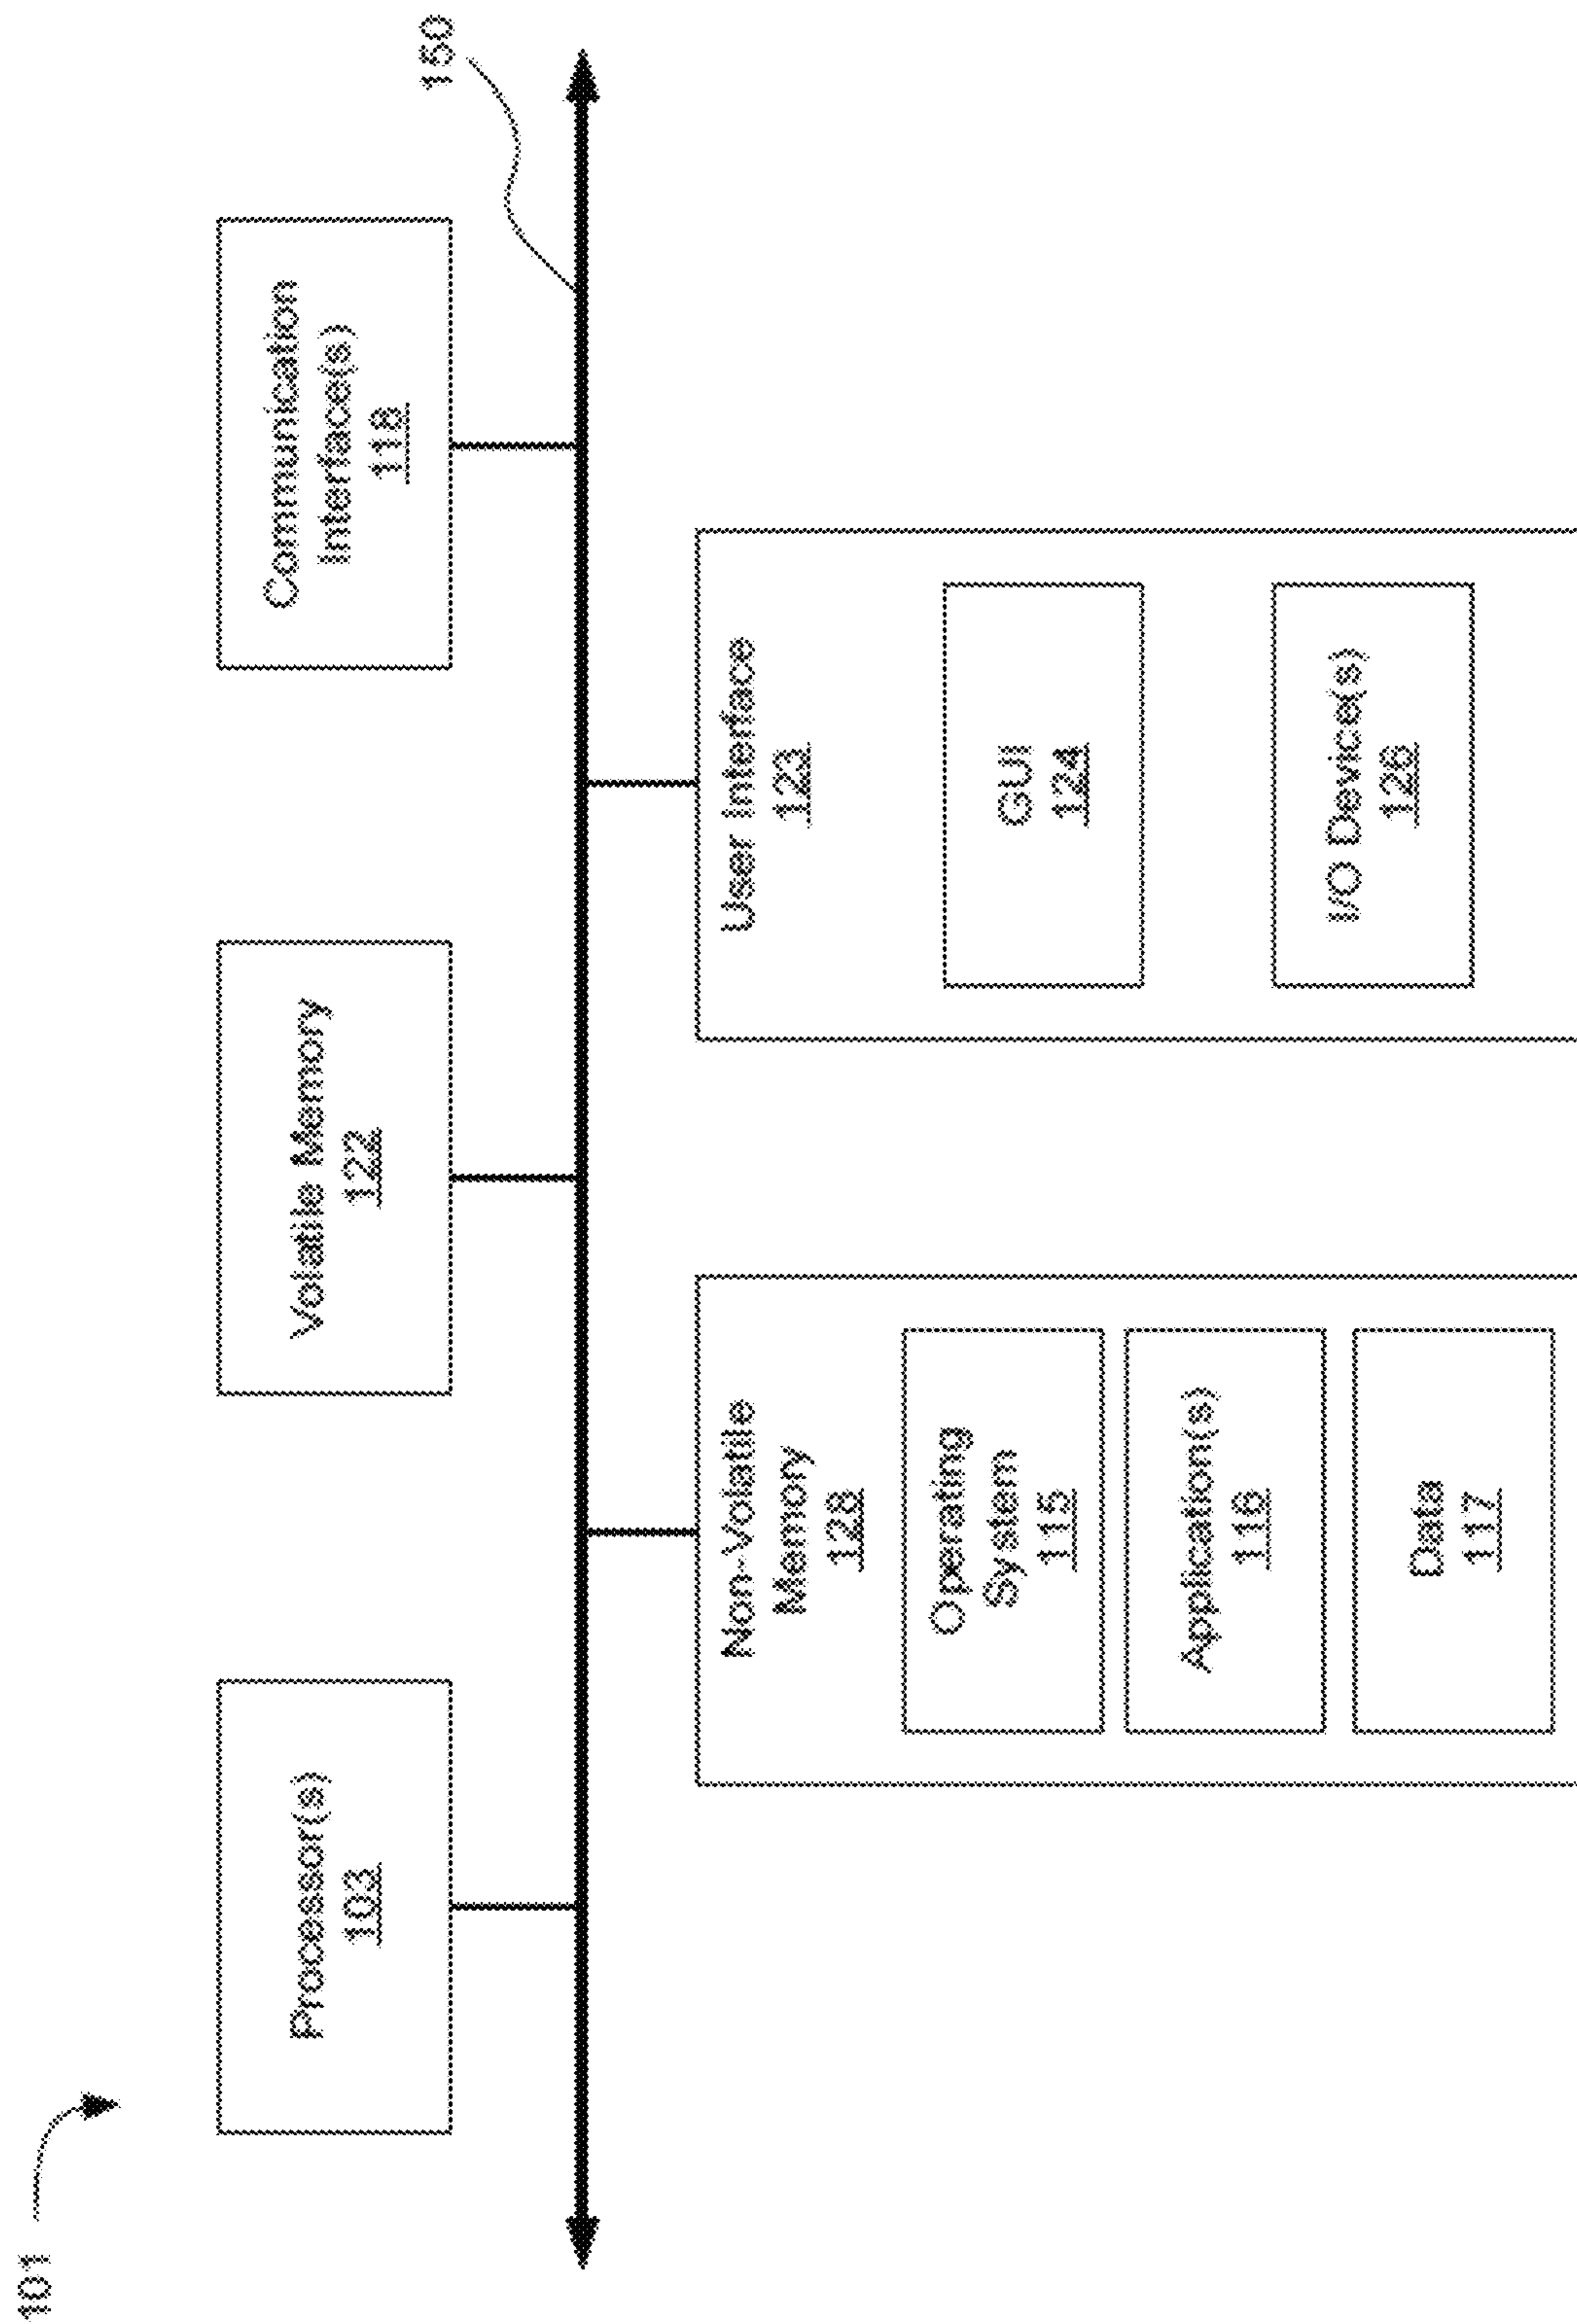 101
Processor(s)
103
Volatile Memory
122
Communication
Interface(s)
118
150
Non-Volatile
Memory
128
Operating
System
115
Application(s)
116
Data
117
User Interface
123
GUI
124
I/O Device(s)
126